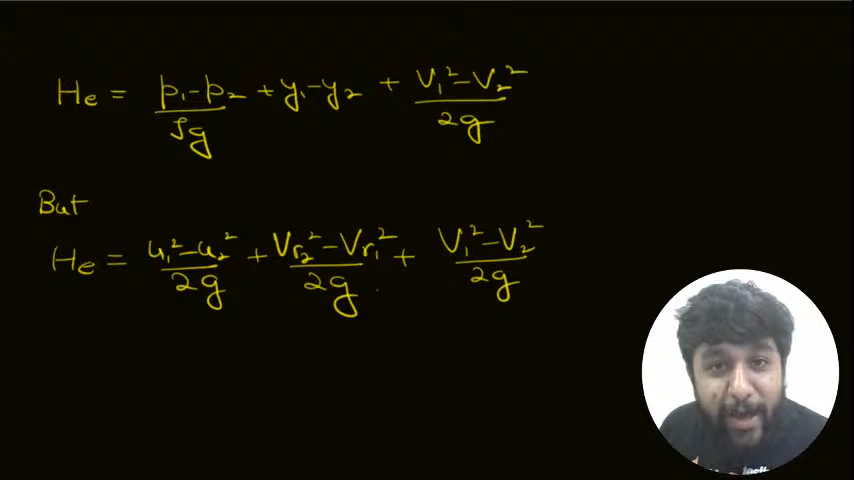 He = (p₁-p₂)/ρg + y₁-y₂ + (V₁²-V₂²)/2g
But
He = (u₁²-u₂²)/2g + (Vr₂²-Vr₁²)/2g + (V₁²-V₂²)/2g